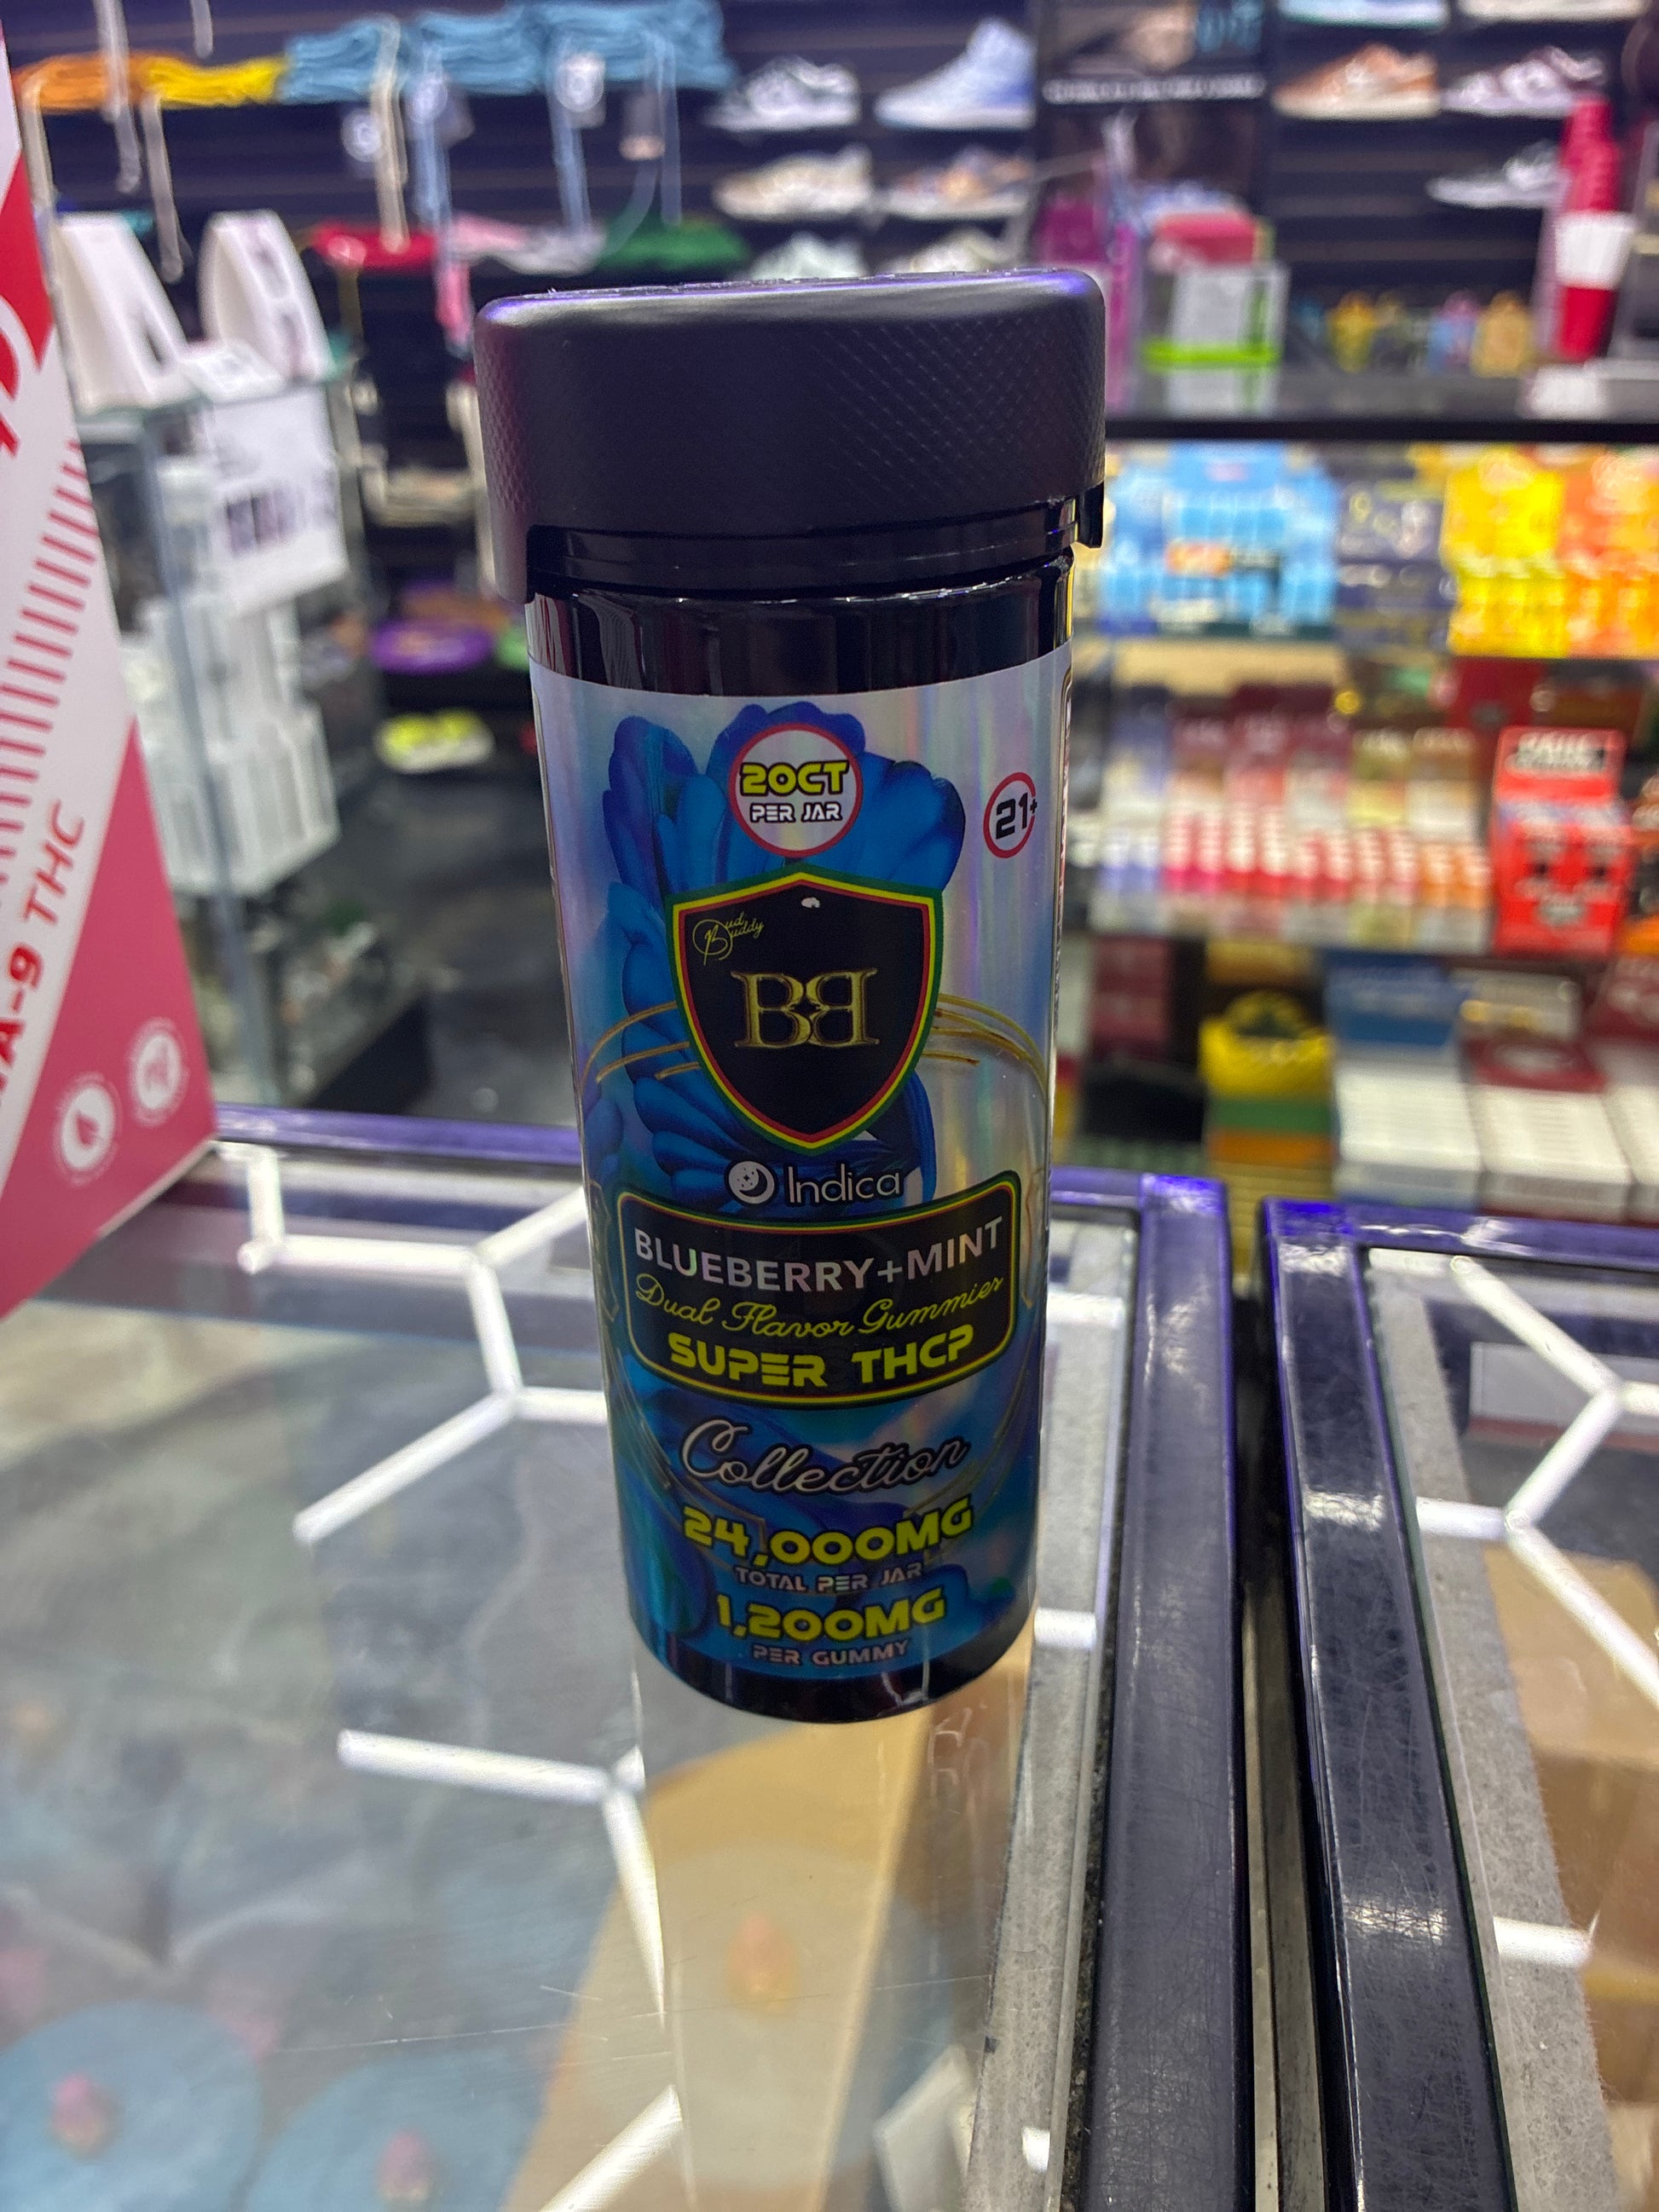 20CT
PER JAR
21+
Bud Buddy
BB
Indica
BLUEBERRY+MINT
Dual Flavor Gummies
SUPER THCP
Collection
24,000MG
TOTAL PER JAR
1,200MG
PER GUMMY
A-9 THC